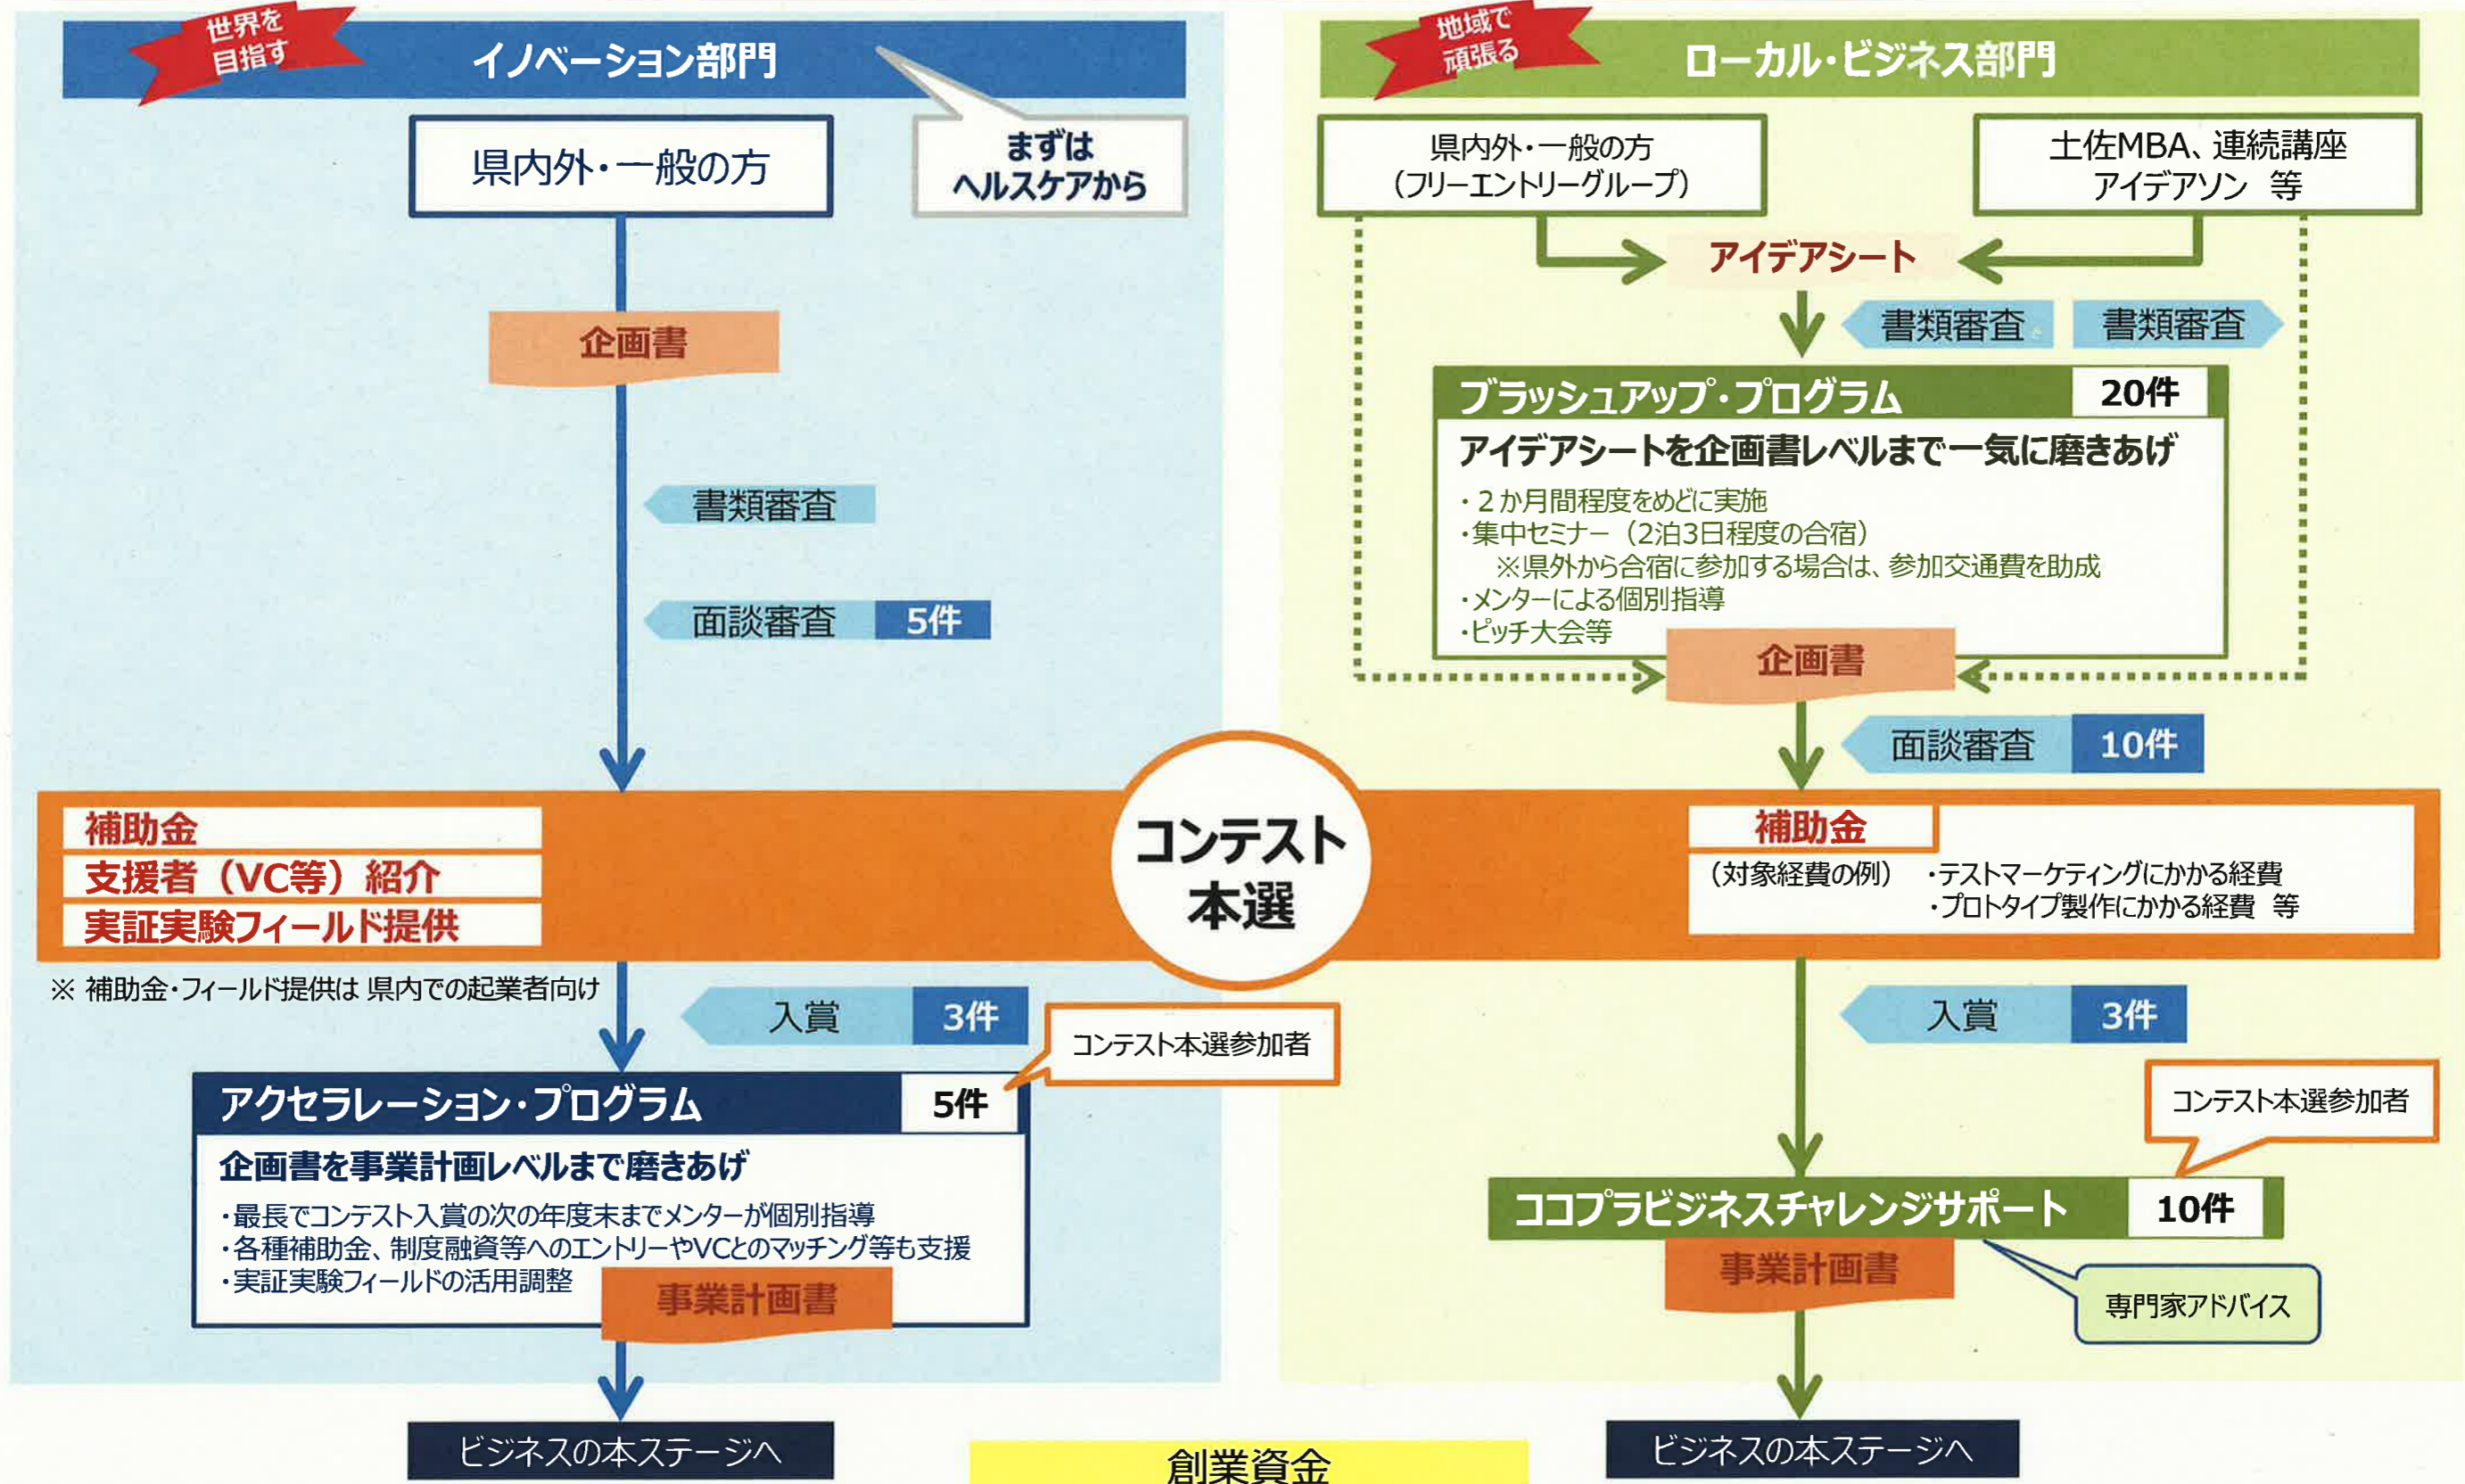 世界を
目指す
イノベーション部門
まずは
ヘルスケアから
県内外・一般の方
企画書
書類審査
面談審査 5件
地域で
頑張る
ローカル・ビジネス部門
県内外・一般の方
（フリーエントリーグループ）
土佐MBA、連続講座
アイデアソン 等
アイデアシート
書類審査 書類審査
ブラッシュアップ・プログラム 20件
アイデアシートを企画書レベルまで一気に磨きあげ
・２か月間程度をめどに実施
・集中セミナー（2泊3日程度の合宿）
※県外から合宿に参加する場合は、参加交通費を助成
・メンターによる個別指導
・ピッチ大会等
企画書
面談審査 10件
コンテスト
本選
補助金
支援者（VC等）紹介
実証実験フィールド提供
※ 補助金・フィールド提供は 県内での起業者向け
入賞 3件
コンテスト本選参加者
アクセラレーション・プログラム 5件
企画書を事業計画レベルまで磨きあげ
・最長でコンテスト入賞の次の年度末までメンターが個別指導
・各種補助金、制度融資等へのエントリーやVCとのマッチング等も支援
・実証実験フィールドの活用調整
事業計画書
ビジネスの本ステージへ
補助金
（対象経費の例） ・テストマーケティングにかかる経費
・プロトタイプ製作にかかる経費 等
入賞 3件
コンテスト本選参加者
ココプラビジネスチャレンジサポート 10件
事業計画書
専門家アドバイス
ビジネスの本ステージへ
創業資金